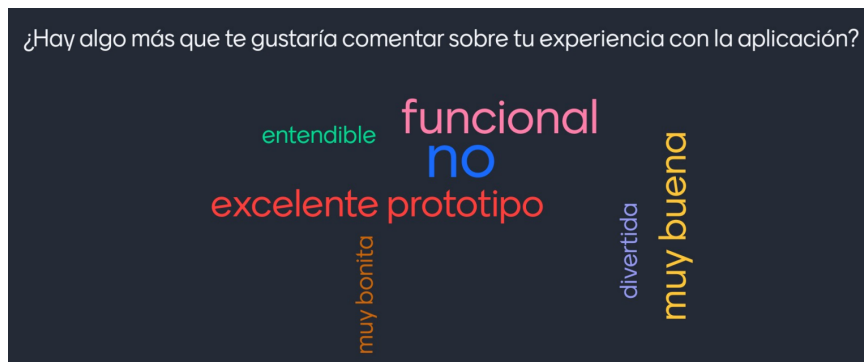 ¿Hay algo más que te gustaría comentar sobre tu experiencia con la aplicación?
funcional
entendible
no
muy buena
excelente prototipo
divertida
muy bonita